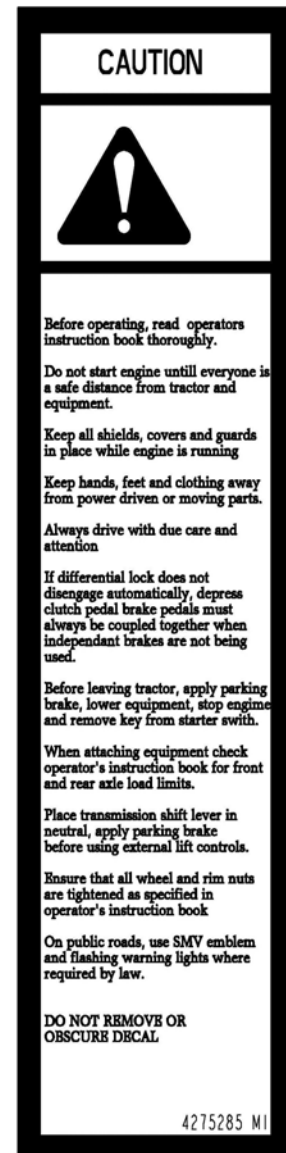 CAUTION
Before operating, read operators
instruction book thoroughly.
Do not start engine untill everyone is
a safe distance from tractor and
equipment.
Keep all shields, covers and guards
in place while engine is running
Keep hands, feet and clothing away
from power driven or moving parts.
Always drive with due care and
attention
If differential lock does not
disengage automatically, depress
clutch pedal brake pedals must
always be coupled together when
independant brakes are not being
used.
Before leaving tractor, apply parking
brake, lower equipment, stop engime
and remove key from starter swith.
When attaching equipment check
operator's instruction book for front
and rear axle load limits.
Place transmission shift lever in
neutral, apply parking brake
before using external lift controls.
Ensure that all wheel and rim nuts
are tightened as specified in
operator's instruction book
On public roads, use SMV emblem
and flashing warning lights where
required by law.
DO NOT REMOVE OR
OBSCURE DECAL
4275285 M1